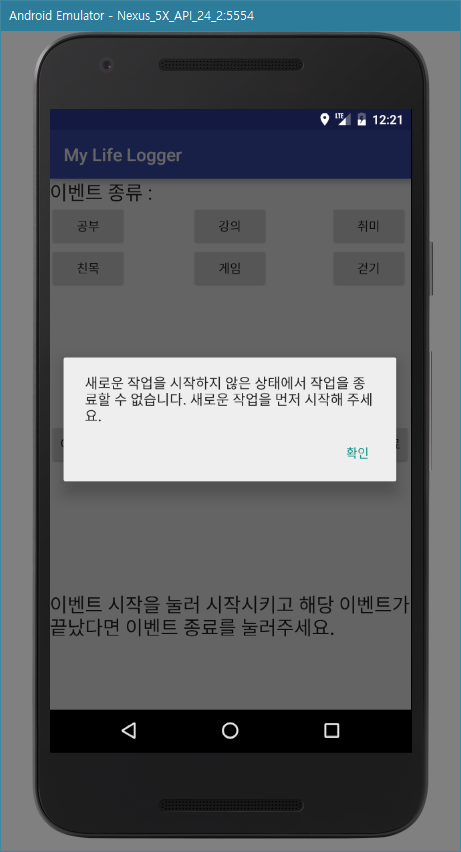 Android Emulator - Nexus_5X_API_24_2:5554
LTE 12:21
My Life Logger
이벤트 종류 :
공부 강의 취미
친목 게임 걷기
새로운 작업을 시작하지 않은 상태에서 작업을 종
료할 수 없습니다. 새로운 작업을 먼저 시작해 주세
요.
확인
이벤트 시작을 눌러 시작시키고 해당 이벤트가
끝났다면 이벤트 종료를 눌러주세요.